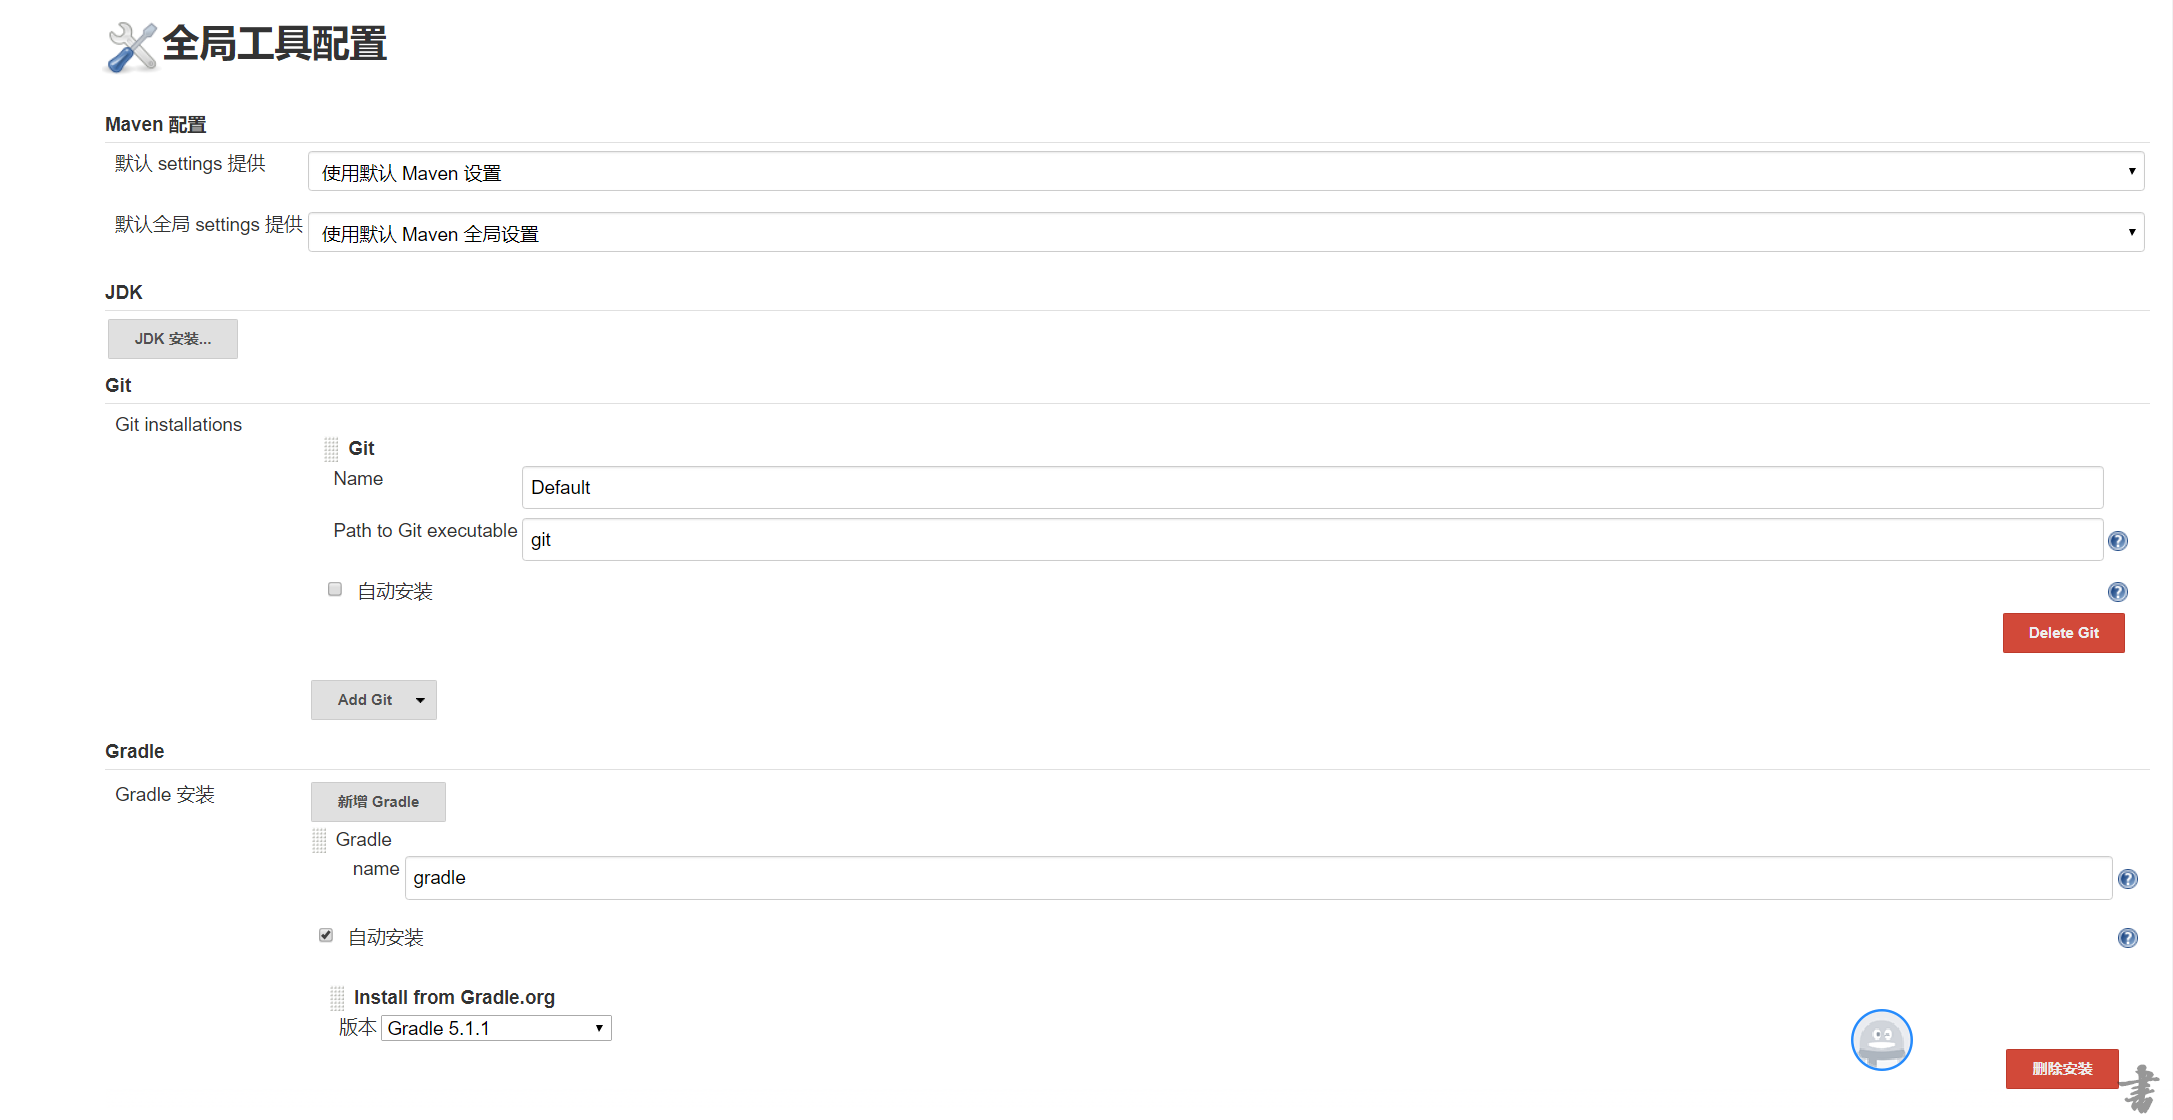 全局工具配置
Maven 配置
默认 settings 提供
使用默认 Maven 设置
默认全局 settings 提供
使用默认 Maven 全局设置
JDK
JDK 安装...
Git
Git installations
Git
Name
Default
Path to Git executable
git
自动安装
Delete Git
Add Git
Gradle
Gradle 安装
新增 Gradle
Gradle
name
gradle
自动安装
Install from Gradle.org
版本
Gradle 5.1.1
删除安装
書